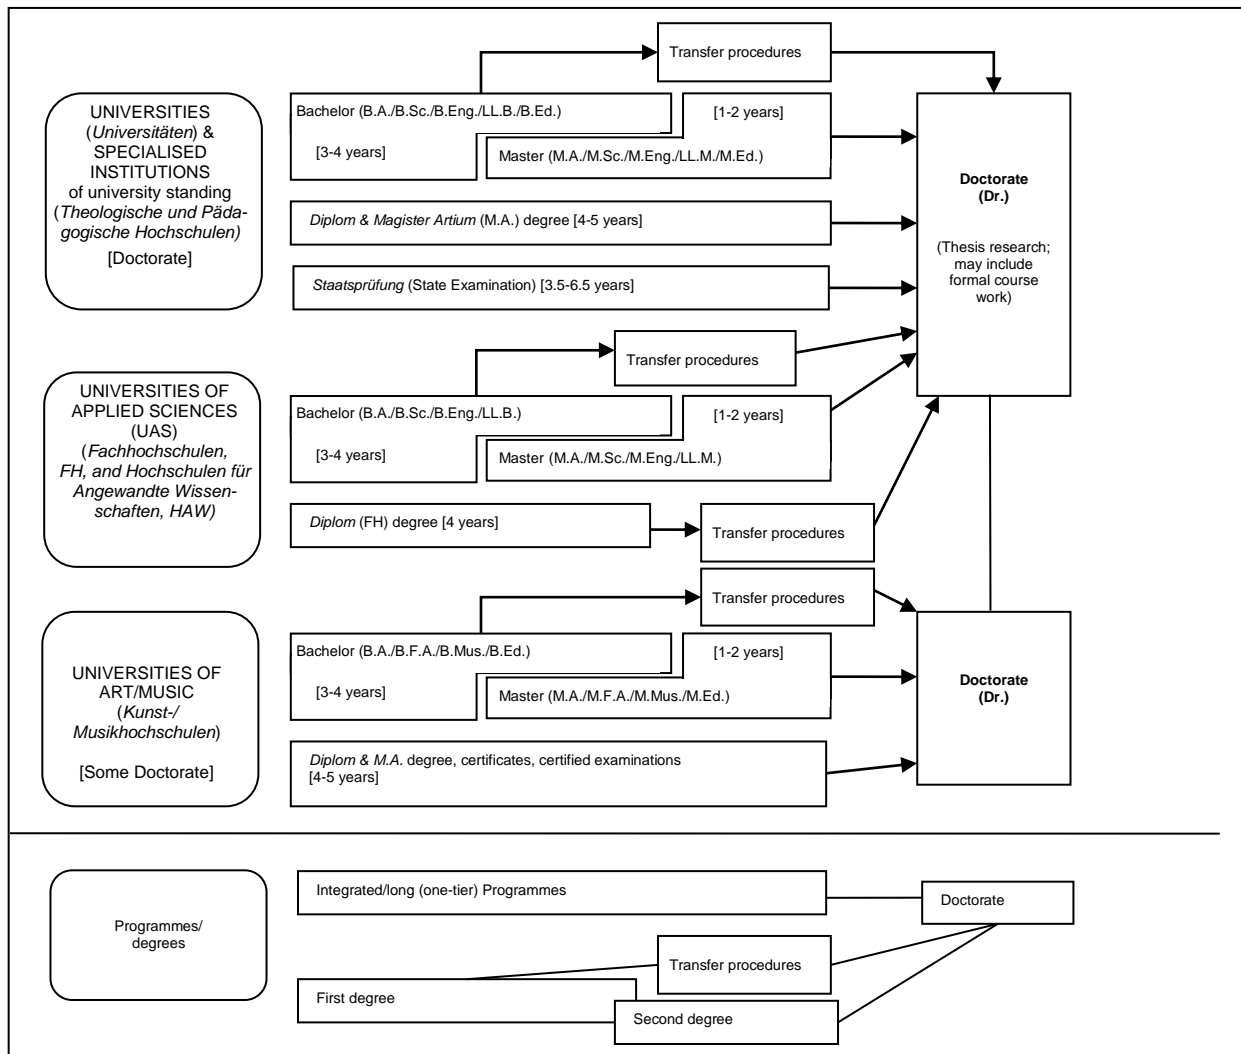 Transfer procedures
UNIVERSITIES
(Universitäten) &
SPECIALISED
INSTITUTIONS
of university standing
(Theologische und Päda-
gogische Hochschulen)
[Doctorate]
Bachelor (B.A./B.Sc./B.Eng./LL.B./B.Ed.)
[1-2 years]
[3-4 years]
Master (M.A./M.Sc./M.Eng./LL.M./M.Ed.)
Diplom & Magister Artium (M.A.) degree [4-5 years]
Staatsprüfung (State Examination) [3.5-6.5 years]
Doctorate
(Dr.)
(Thesis research;
may include
formal course
work)
Transfer procedures
UNIVERSITIES OF
APPLIED SCIENCES
(UAS)
(Fachhochschulen,
FH, and Hochschulen für
Angewandte Wissen-
schaften, HAW)
Bachelor (B.A./B.Sc./B.Eng./LL.B.)
[1-2 years]
[3-4 years]
Master (M.A./M.Sc./M.Eng./LL.M.)
Diplom (FH) degree [4 years]
Transfer procedures
Transfer procedures
UNIVERSITIES OF
ART/MUSIC
(Kunst-/
Musikhochschulen)
[Some Doctorate]
Bachelor (B.A./B.F.A./B.Mus./B.Ed.)
[1-2 years]
[3-4 years]
Master (M.A./M.F.A./M.Mus./M.Ed.)
Diplom & M.A. degree, certificates, certified examinations
[4-5 years]
Doctorate
(Dr.)
Programmes/
degrees
Integrated/long (one-tier) Programmes
Doctorate
Transfer procedures
First degree
Second degree